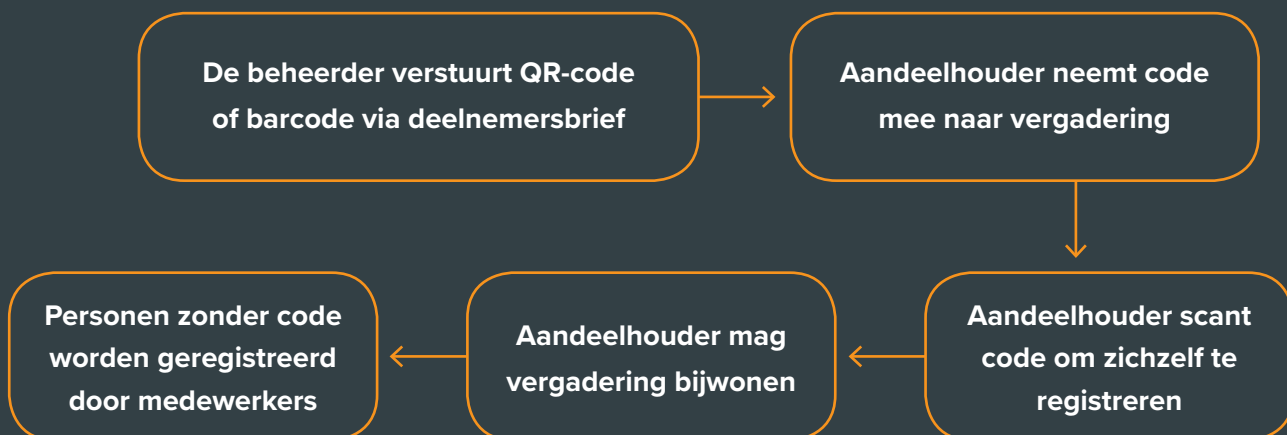 De beheerder verstuurt QR-code
of barcode via deelnemersbrief
Aandeelhouder neemt code
mee naar vergadering
Aandeelhouder scant
code om zichzelf te
registreren
Aandeelhouder mag
vergadering bijwonen
Personen zonder code
worden geregistreerd
door medewerkers